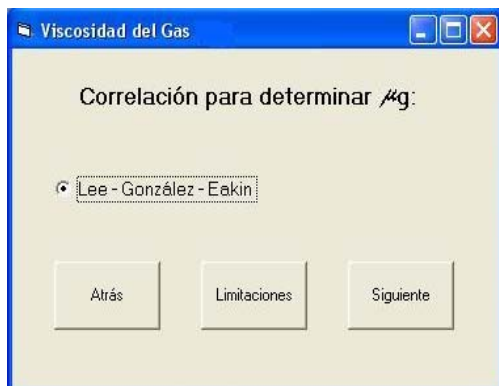 Viscosidad del Gas
Correlación para determinar μg:
Lee - González - Eakin
Atrás
Limitaciones
Siguiente